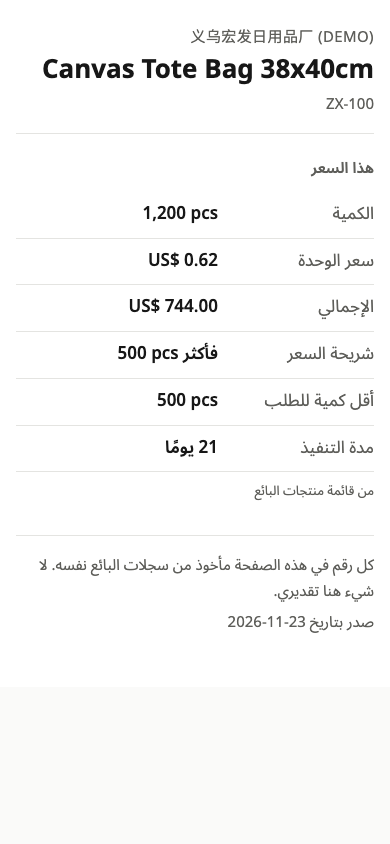 义乌宏发日用品厂 (DEMO)
Canvas Tote Bag 38x40cm
ZX-100
هذا السعر
الكمية 1,200 pcs
سعر الوحدة US$ 0.62
الإجمالي US$ 744.00
شريحة السعر 500 pcs فأكثر
أقل كمية للطلب 500 pcs
مدة التنفيذ 21 يومًا
من قائمة منتجات البائع
كل رقم في هذه الصفحة مأخوذ من سجلات البائع نفسه. لا
شيء هنا تقديري.
صدر بتاريخ 2026-11-23